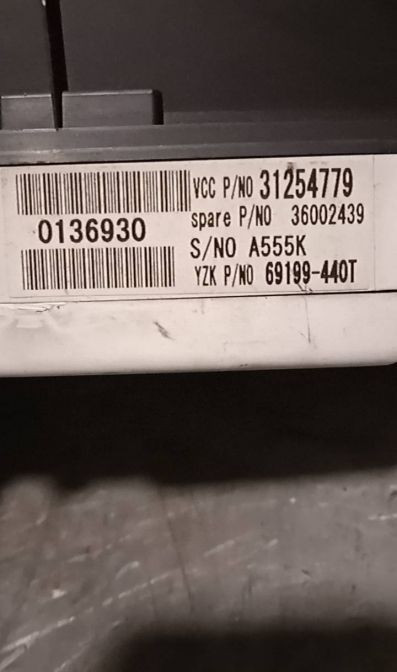 VCC P/NO 31254779
0136930
spare P/NO 36002439
S/NO A555K
YZK P/NO 69199-440T